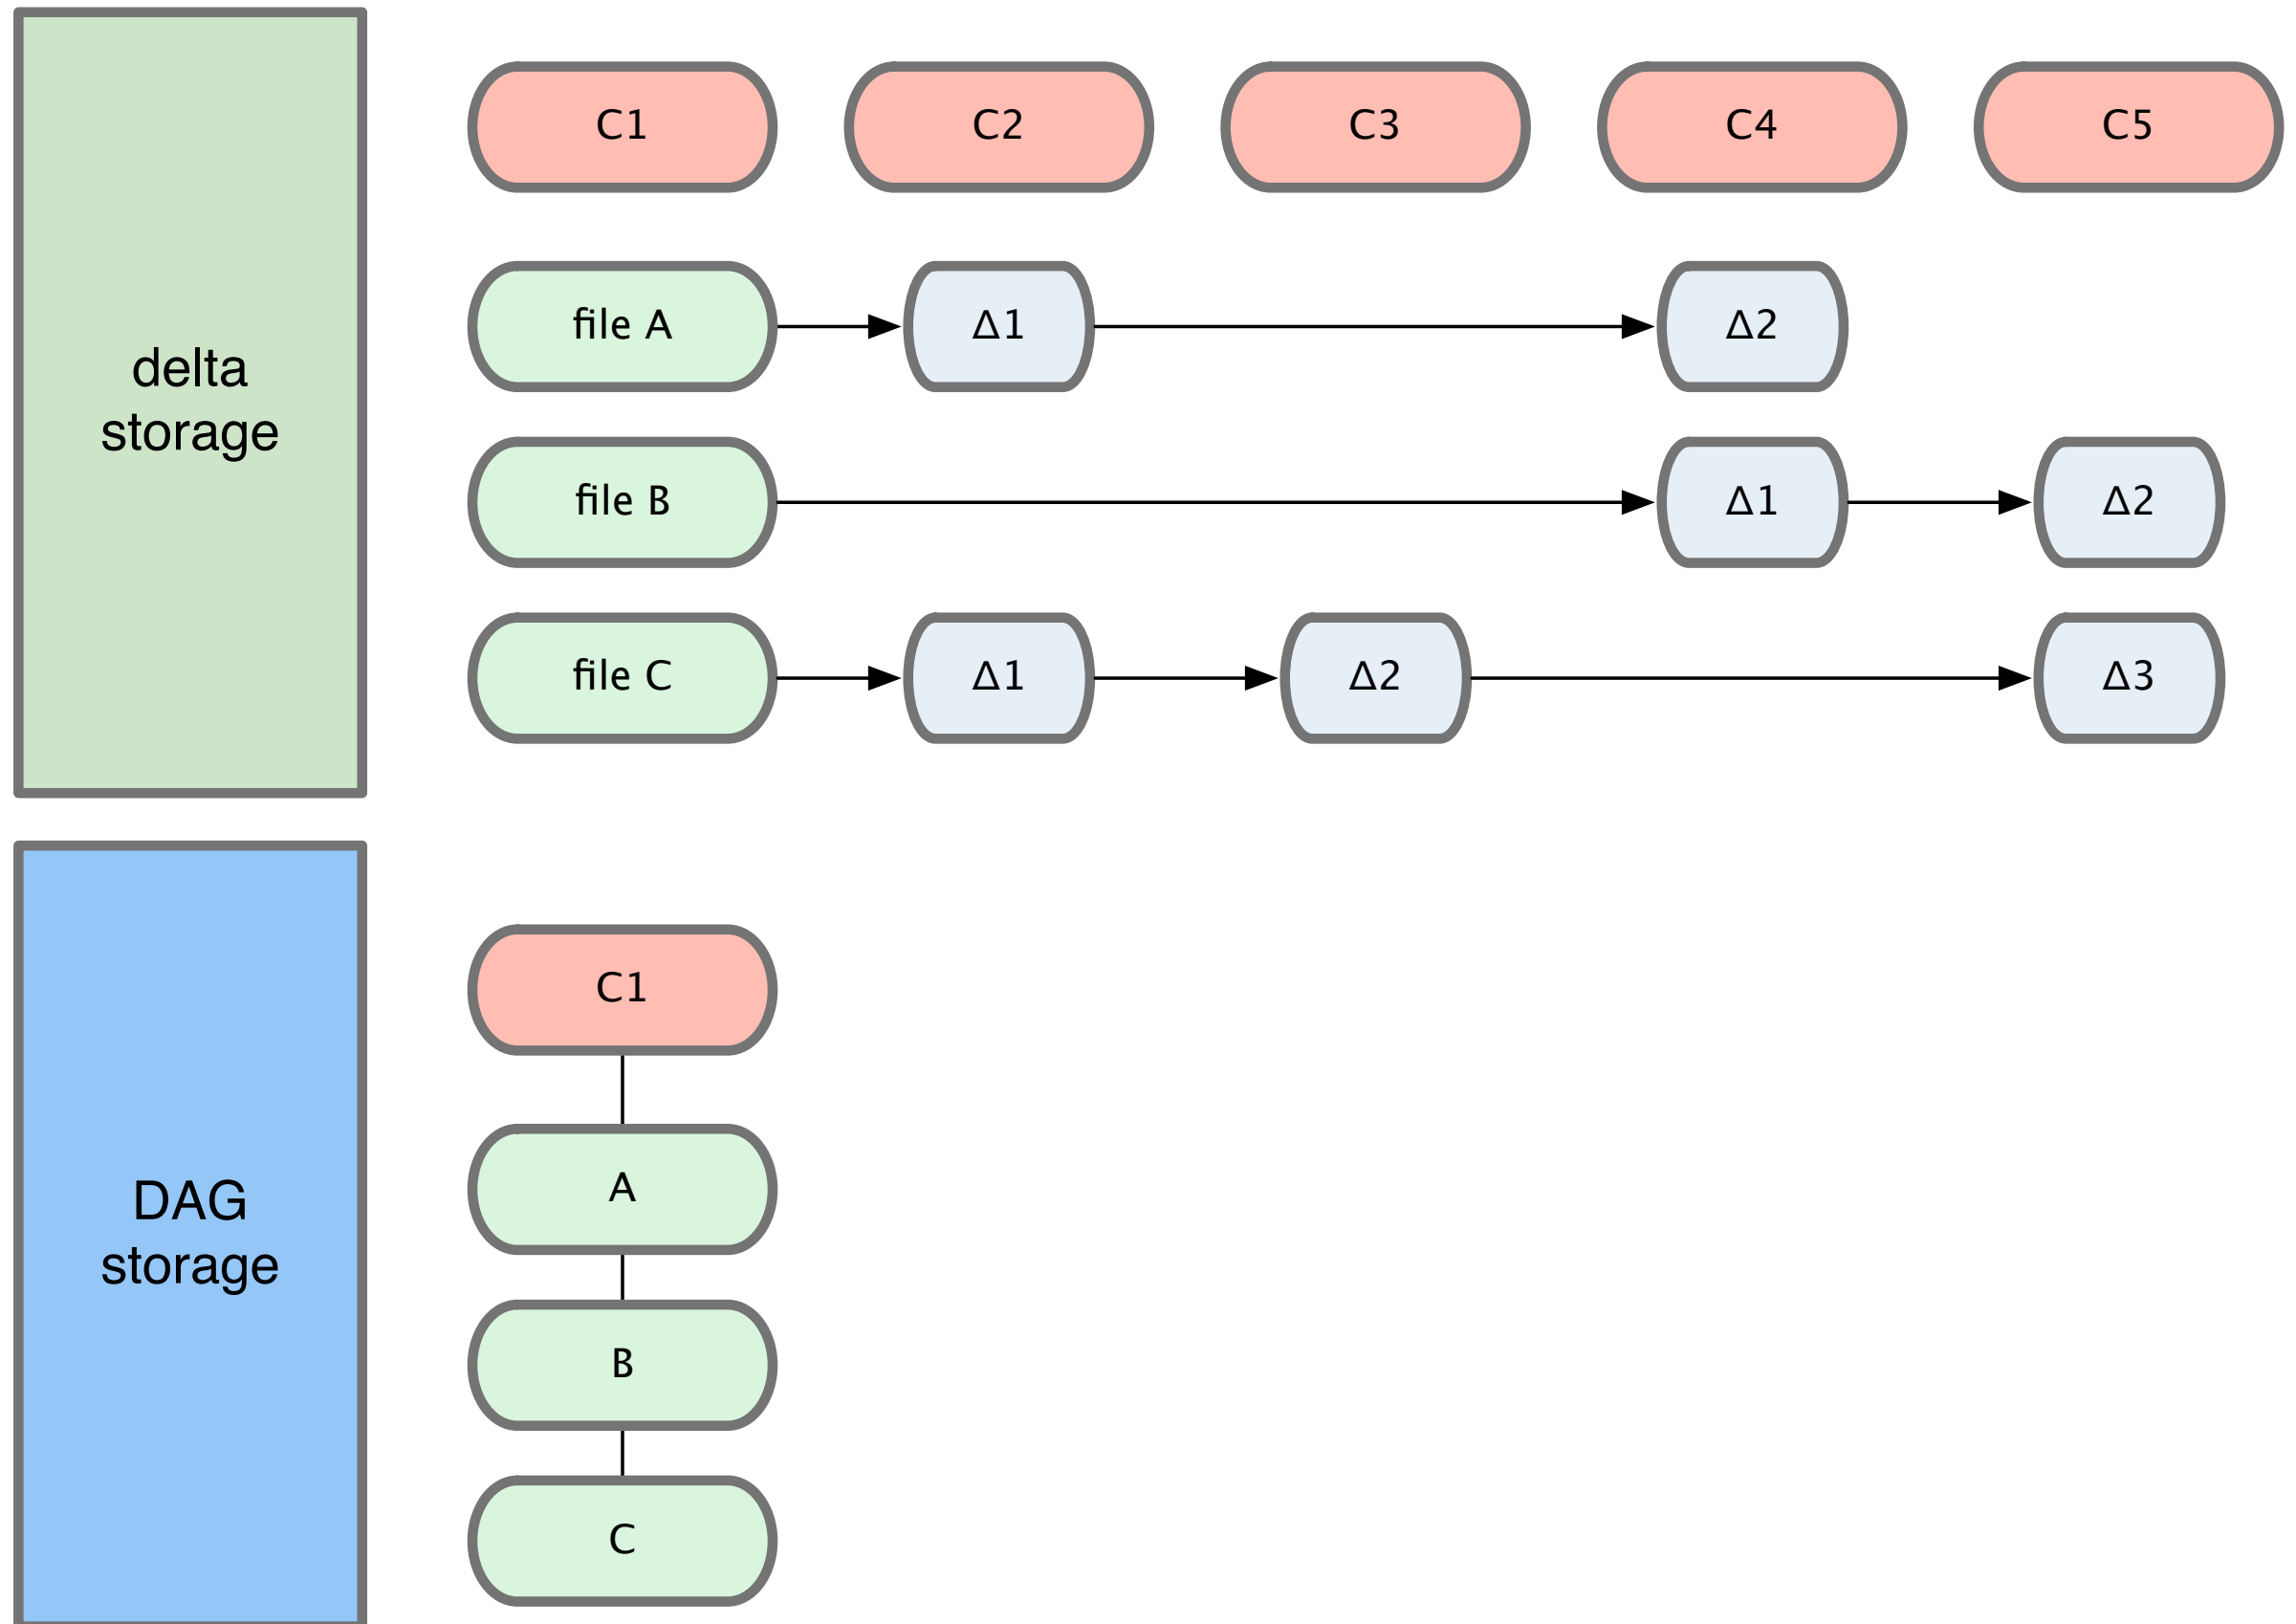 delta
storage
C1 C2 C3 C4 C5
file A Δ1 Δ2
file B Δ1 Δ2
file C Δ1 Δ2 Δ3
DAG
storage
C1
A
B
C